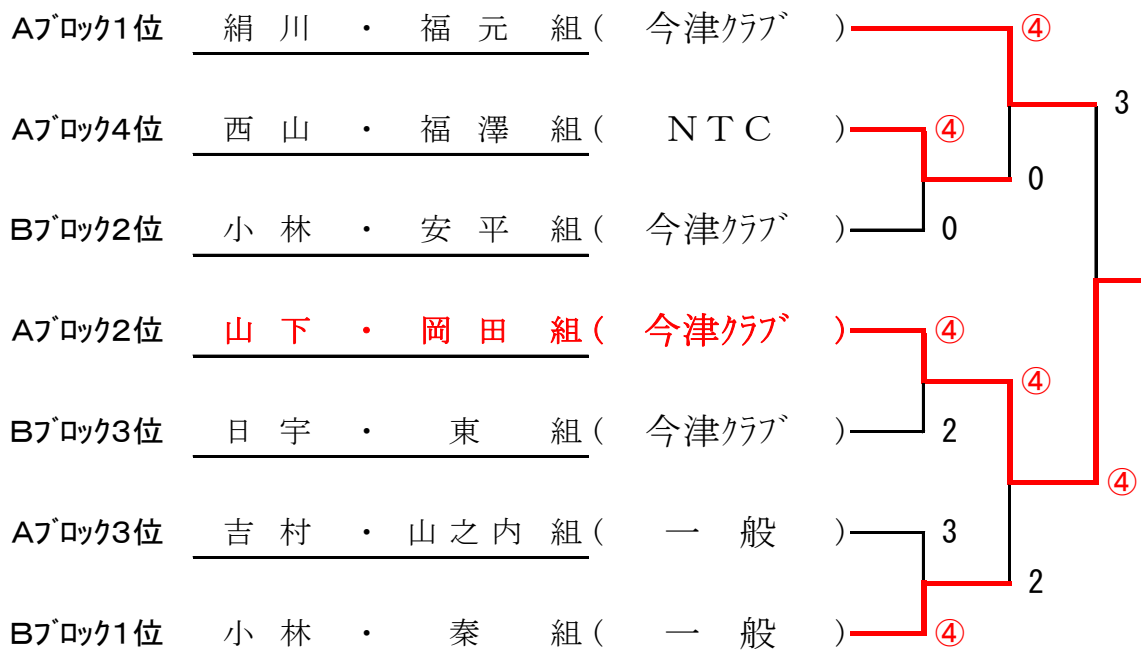 Aブロック1位 絹川・福元 組( 今津クラブ ) ④
3
Aブロック4位 西山・福澤 組( NTC ) ④
0
Bブロック2位 小林・安平 組( 今津クラブ ) 0
Aブロック2位 山下・岡田 組( 今津クラブ ) ④
④
Bブロック3位 日宇・東 組( 今津クラブ ) 2
④
Aブロック3位 吉村・山之内 組( 一般 ) 3
2
Bブロック1位 小林・秦 組( 一般 ) ④